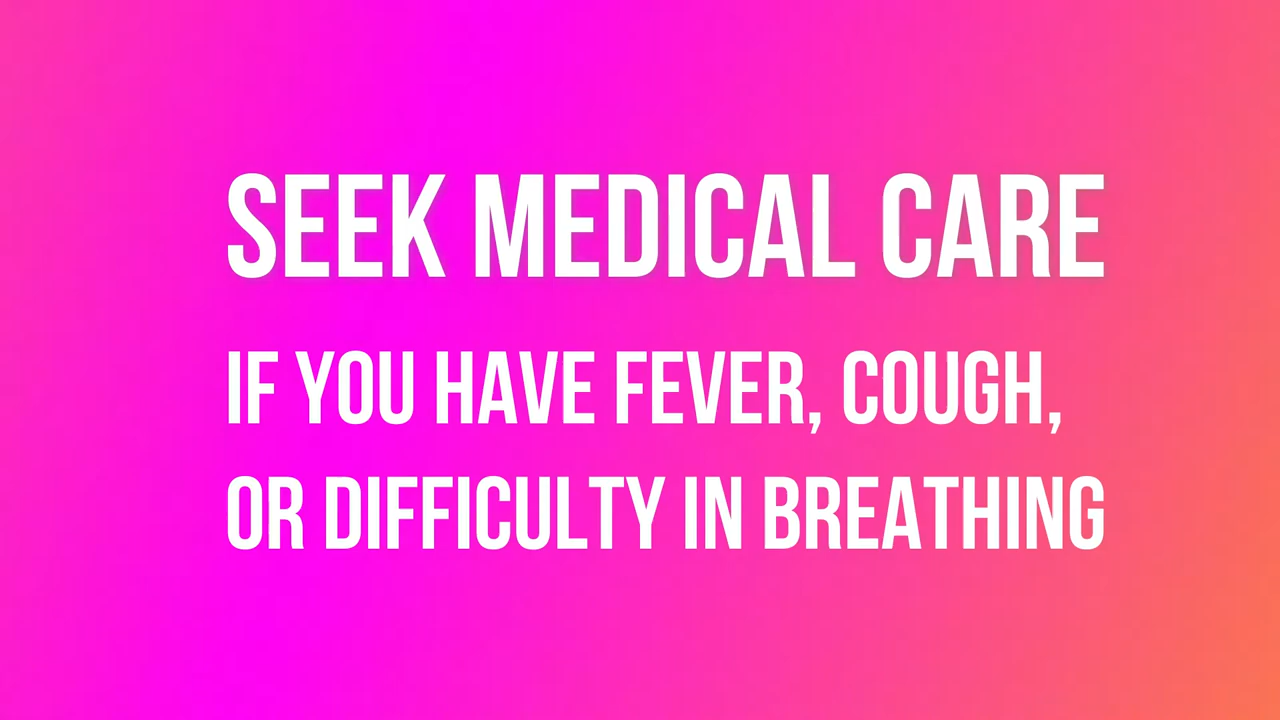 SEEK MEDICAL CARE
IF YOU HAVE FEVER, COUGH,
OR DIFFICULTY IN BREATHING